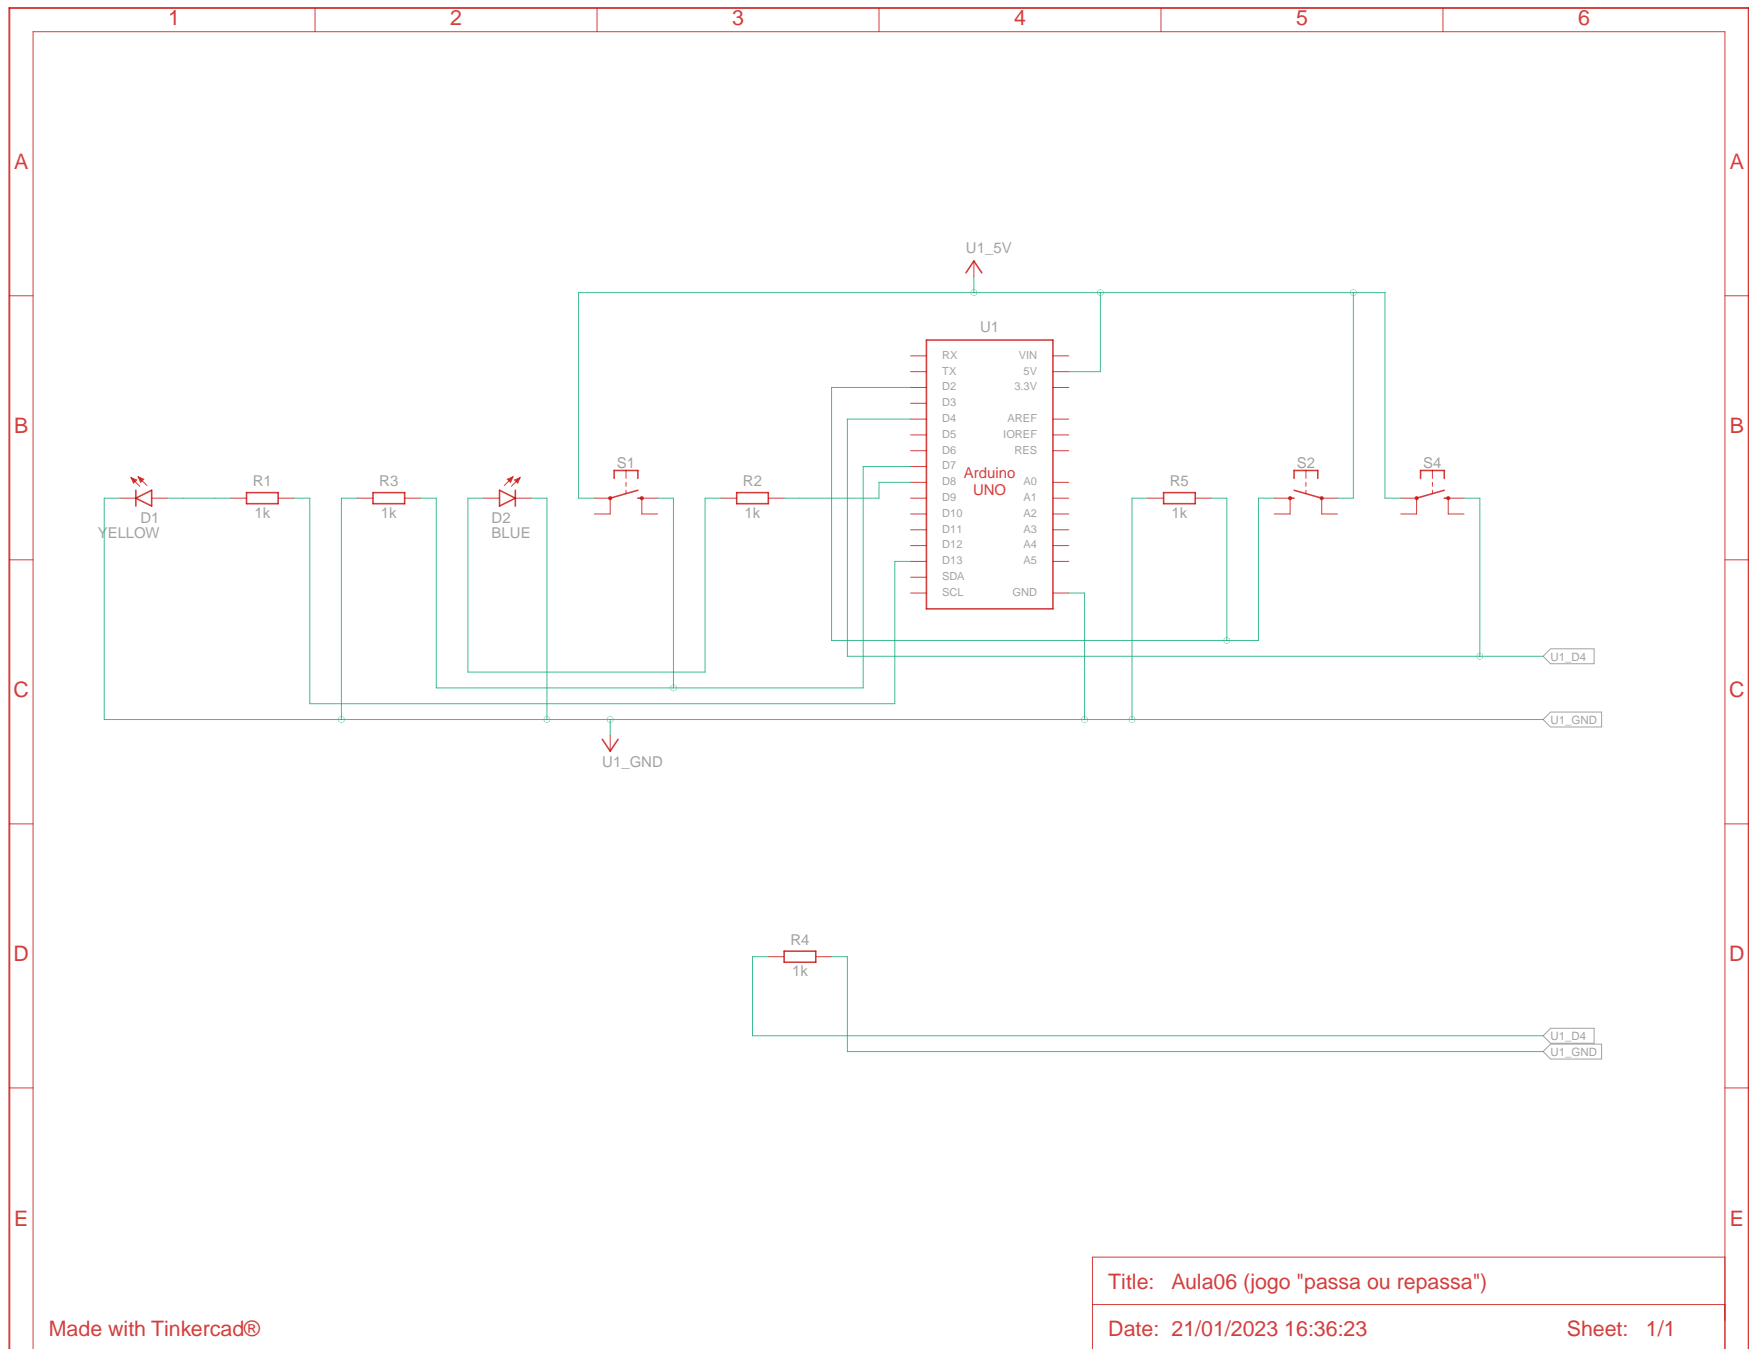 1 2 3 4 5 6
A A
U1_5V
U1
RX VIN
TX 5V
D2 3.3V
D3
B D4 AREF B
D5 IOREF
D6 RES
S1 D7 S2 S4
Arduino
R1 R3 R2 D8 UNO A0 R5
D9 A1
1k 1k 1k D10 A2 1k
D1 D2
YELLOW BLUE D11 A3
D12 A4
D13 A5
SDA
SCL GND
U1_D4
C C
U1_GND
U1_GND
R4
D D
1k
U1_D4
U1_GND
E E
Title: Aula06 (jogo "passa ou repassa")
Made with Tinkercad® Date: 21/01/2023 16:36:23 Sheet: 1/1